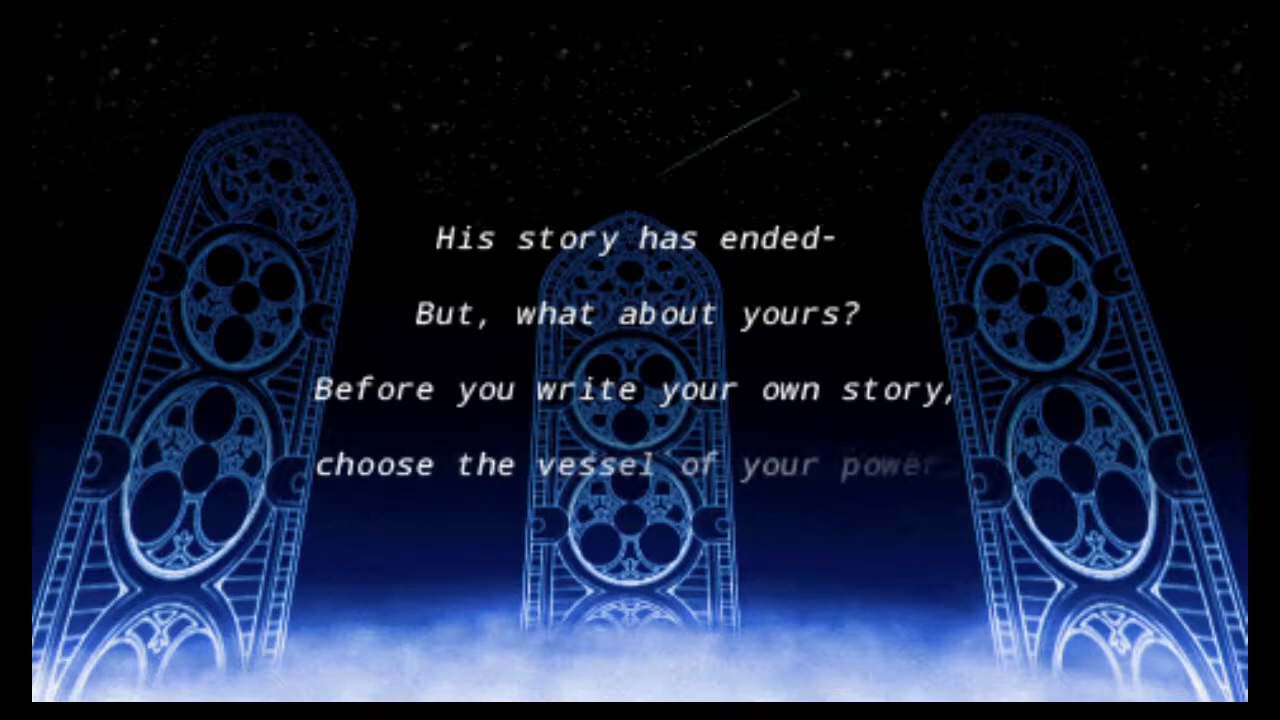 His story has ended-
But, what about yours?
Before you write your own story,
choose the vessel of your power